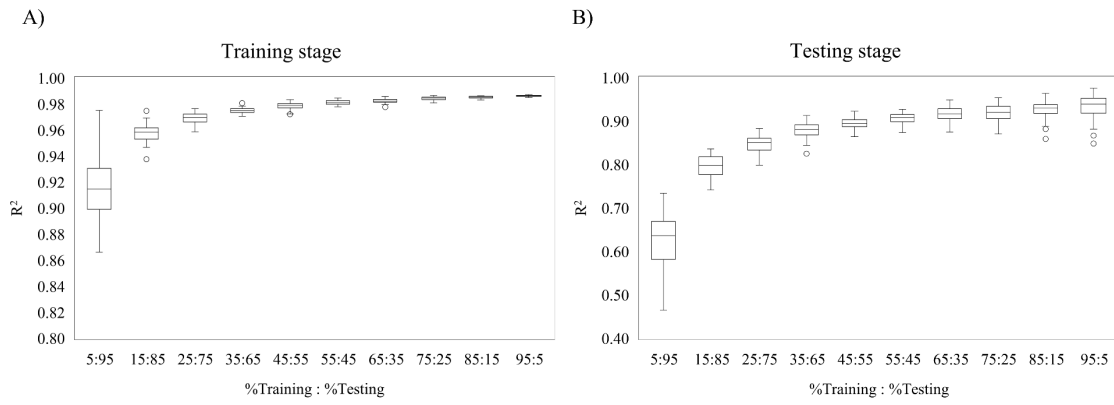 A)
Training stage
1.00
0.98
0.96
0.94
0.92
0.90
0.88
0.86
0.84
0.82
0.80
R²
5:95 15:85 25:75 35:65 45:55 55:45 65:35 75:25 85:15 95:5
%Training : %Testing
B)
Testing stage
1.00
0.90
0.80
0.70
0.60
0.50
0.40
R²
5:95 15:85 25:75 35:65 45:55 55:45 65:35 75:25 85:15 95:5
%Training : %Testing